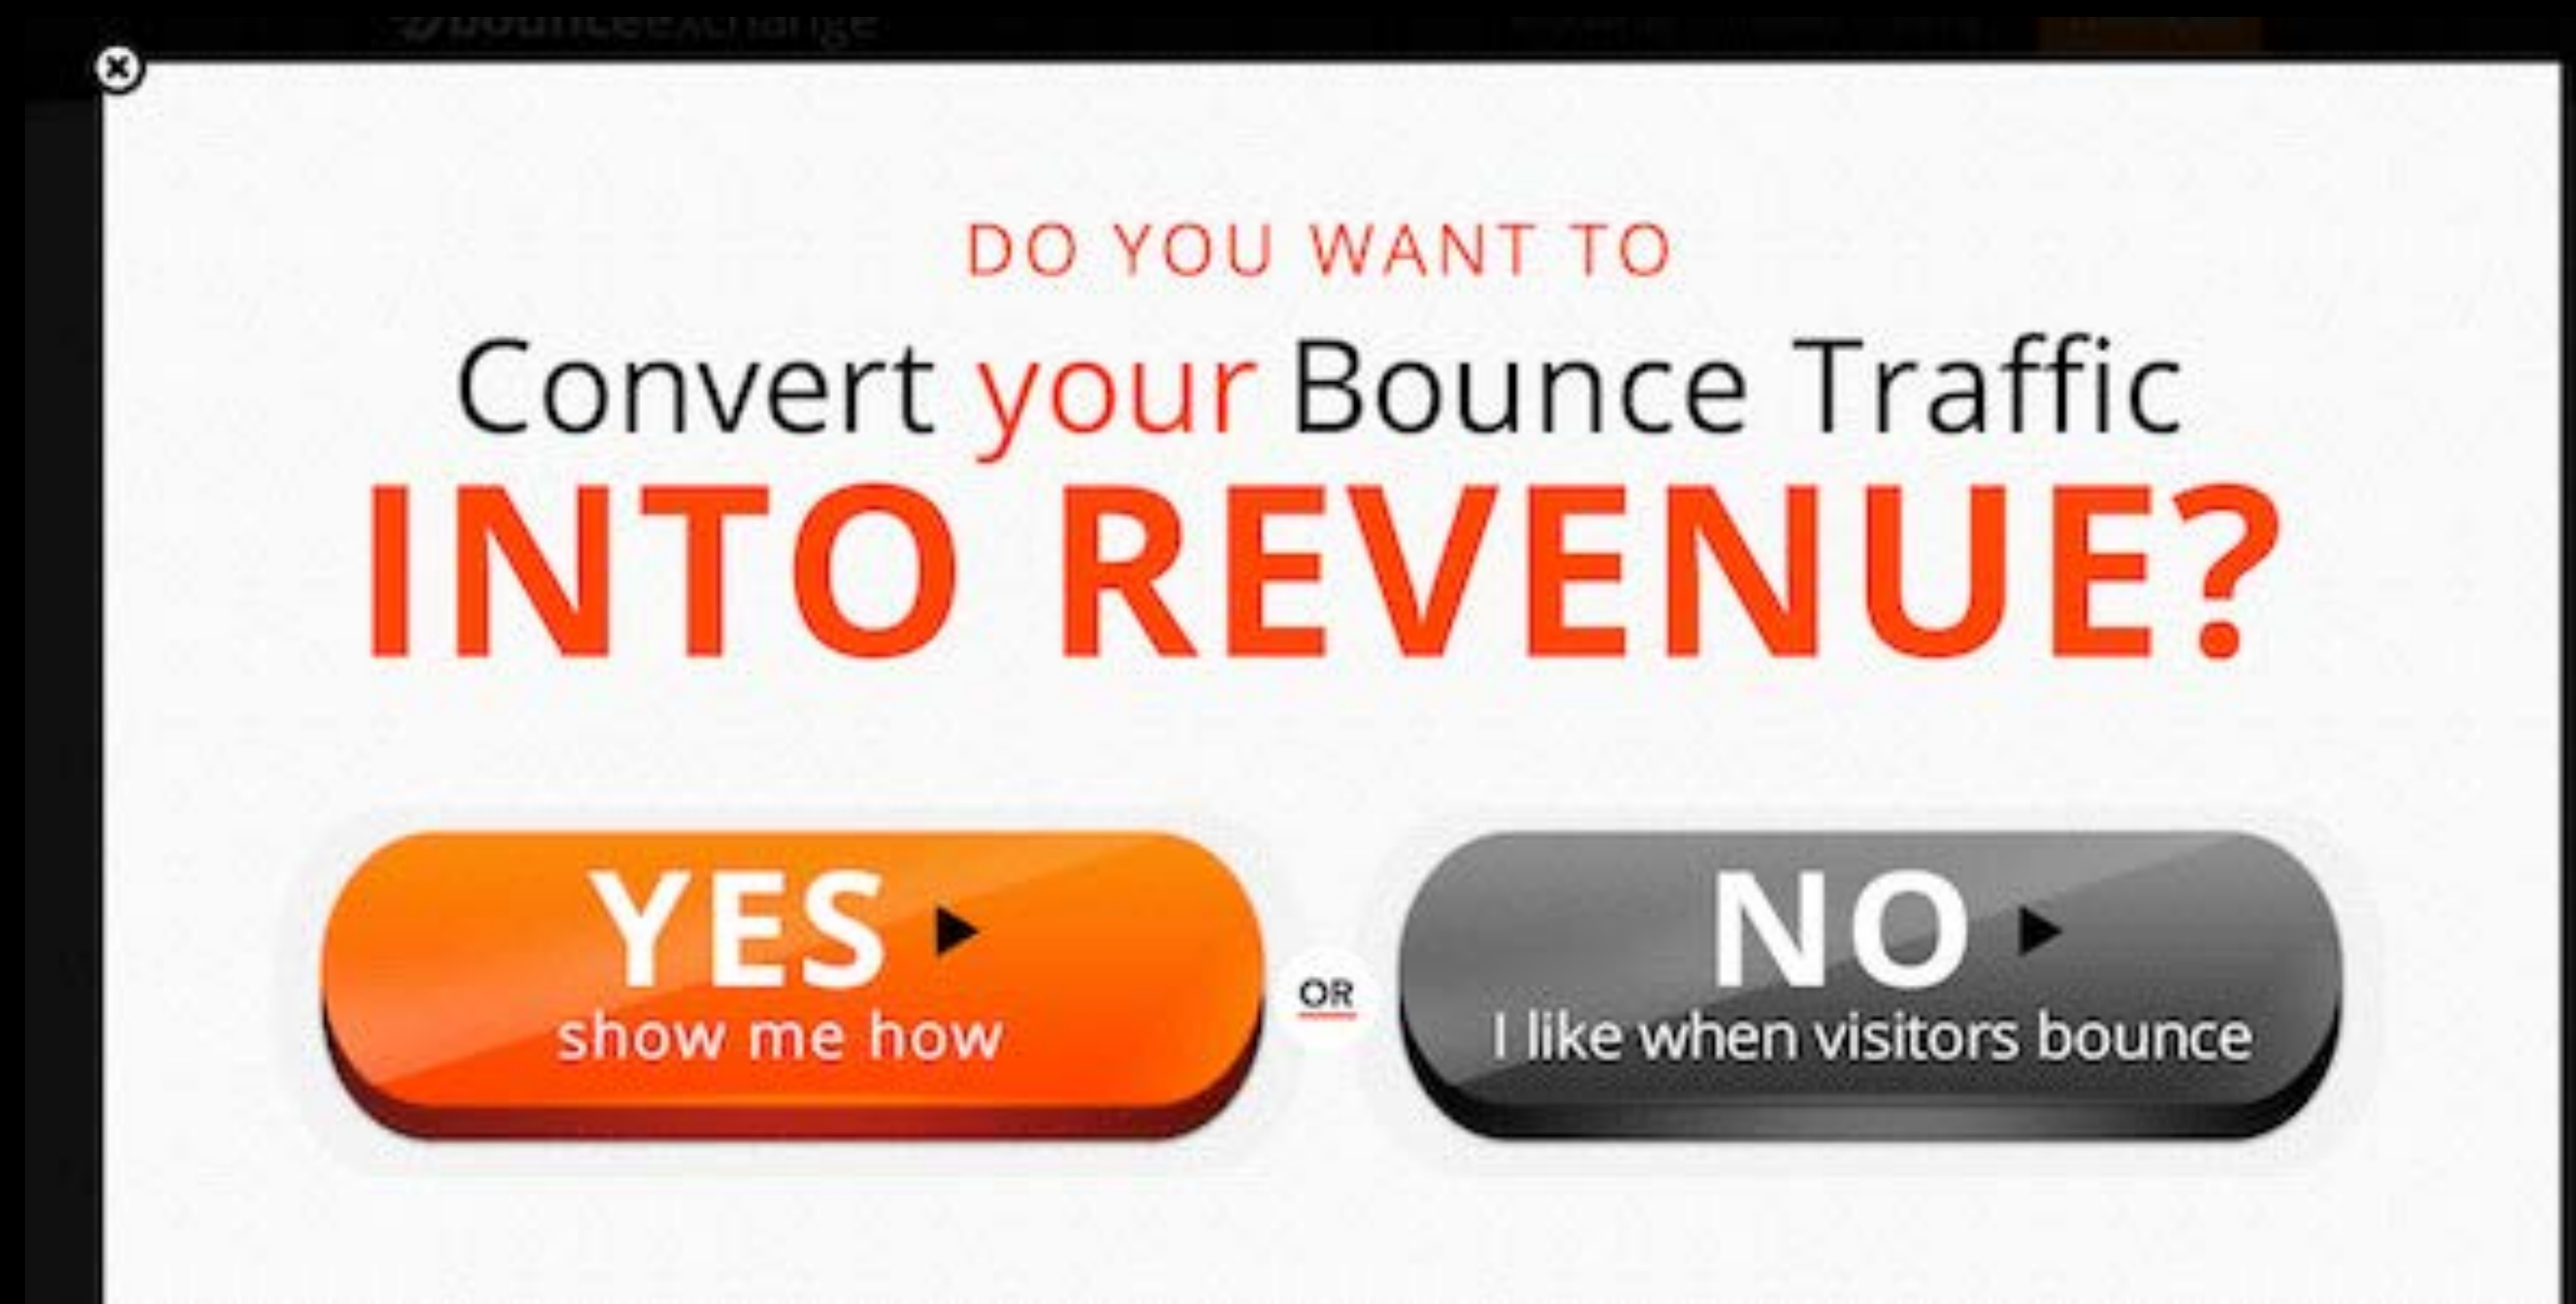 bounceexchange
DO YOU WANT TO
Convert your Bounce Traffic
INTO REVENUE?
YES
show me how
OR
NO
I like when visitors bounce